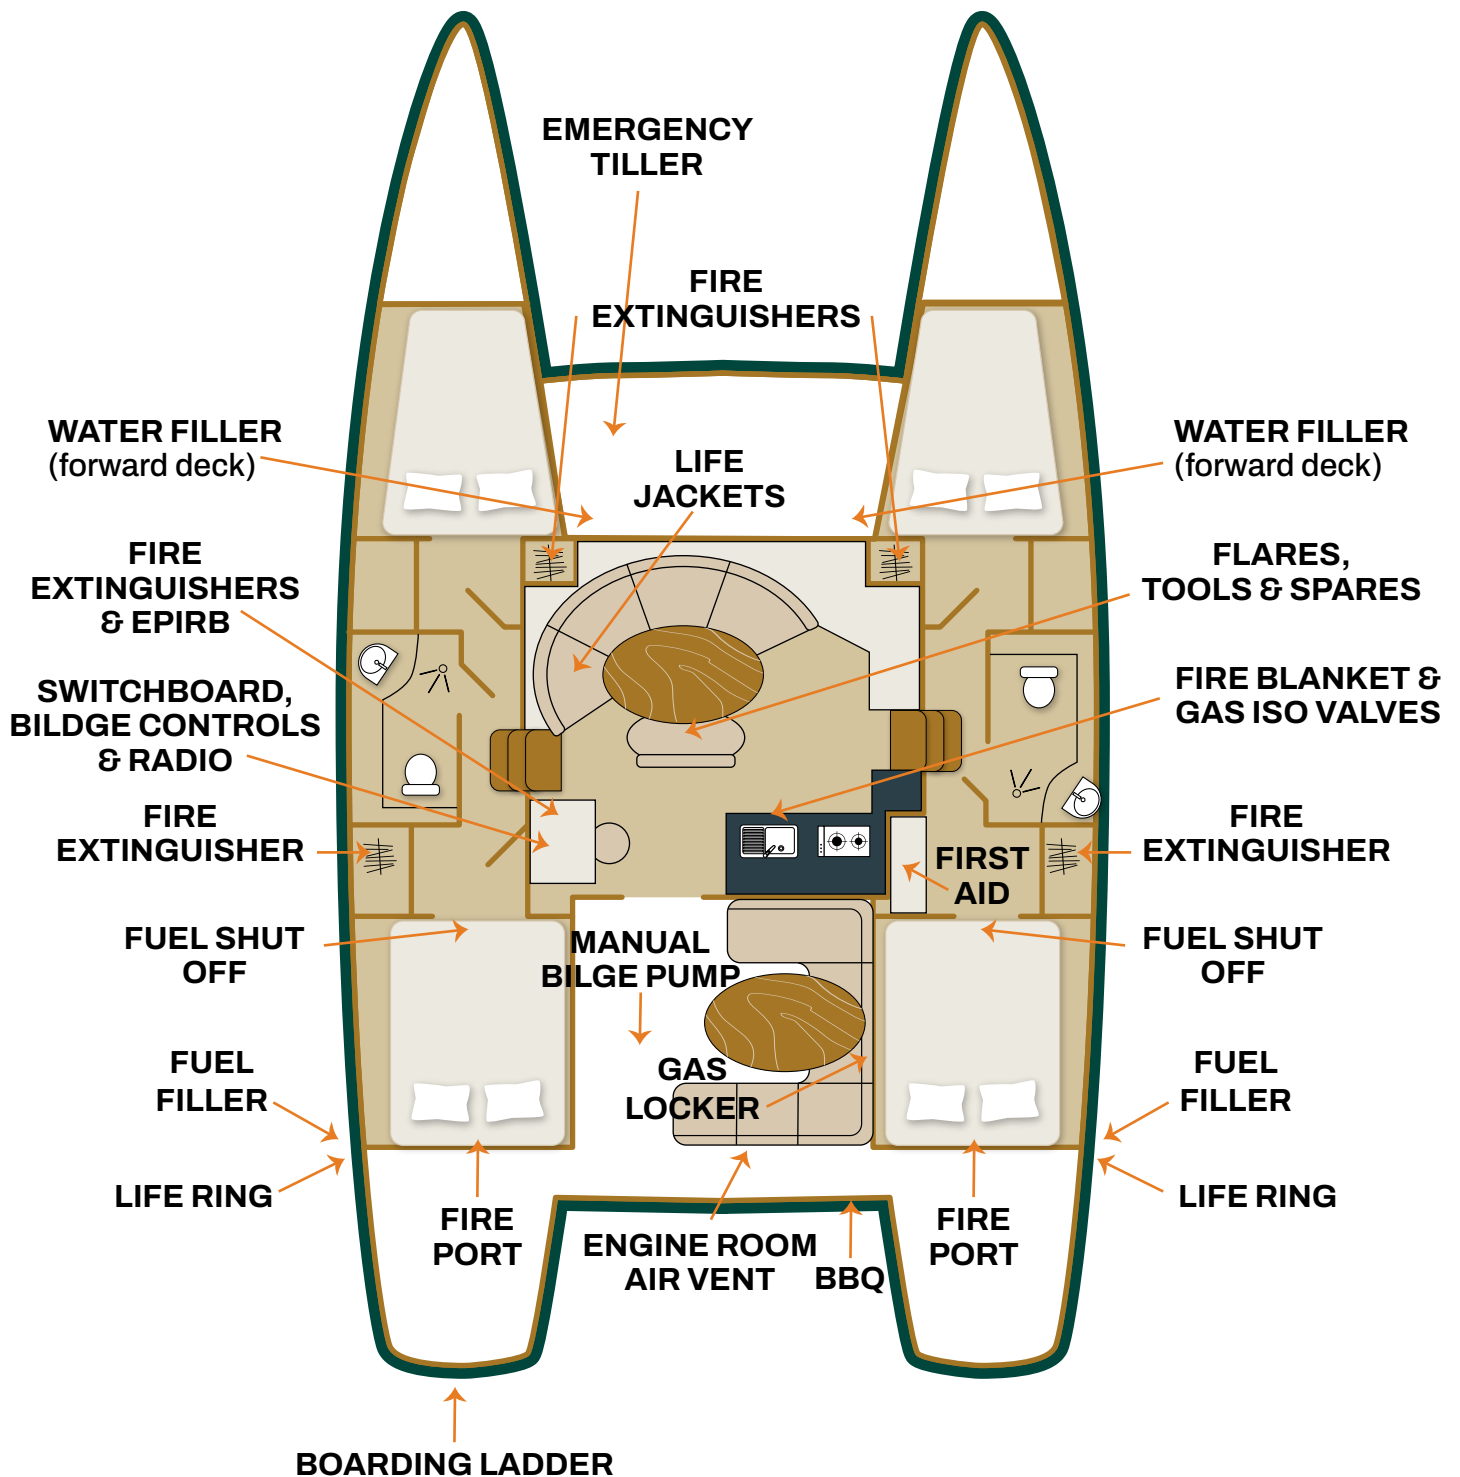 EMERGENCY
TILLER
FIRE
EXTINGUISHERS
WATER FILLER
(forward deck)
LIFE
JACKETS
WATER FILLER
(forward deck)
FIRE
EXTINGUISHERS
& EPIRB
FLARES,
TOOLS & SPARES
SWITCHBOARD,
BILDGE CONTROLS
& RADIO
FIRE BLANKET &
GAS ISO VALVES
FIRE
EXTINGUISHER
FIRE
EXTINGUISHER
FIRST
AID
FUEL SHUT
OFF
MANUAL
BILGE PUMP
FUEL SHUT
OFF
FUEL
FILLER
GAS
LOCKER
FUEL
FILLER
LIFE RING
LIFE RING
FIRE
PORT
ENGINE ROOM
AIR VENT
BBQ
FIRE
PORT
BOARDING LADDER